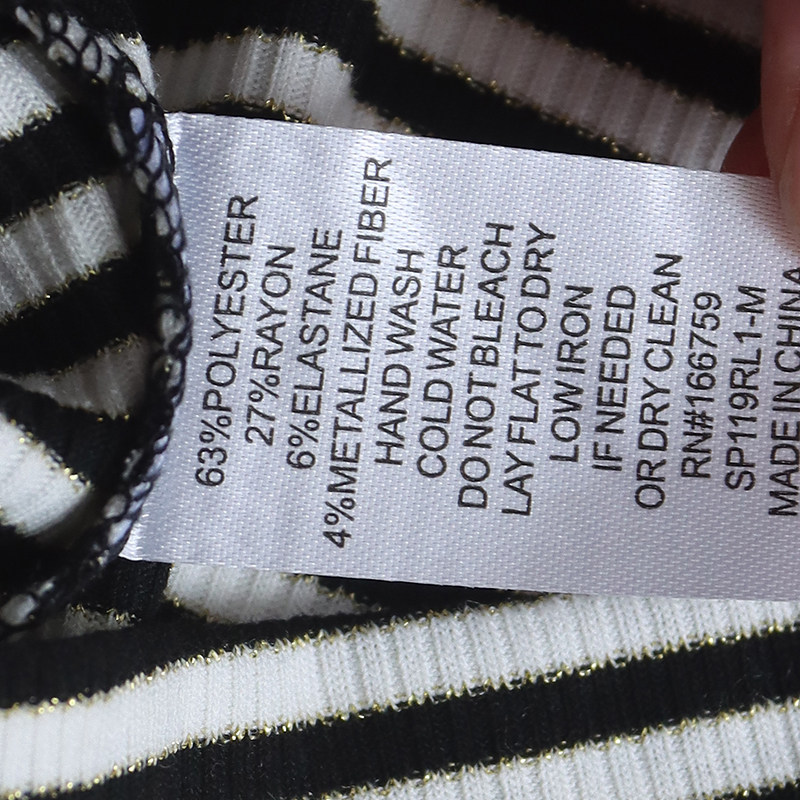 63%POLYESTER
27%RAYON
6%ELASTANE
4%METALLIZED FIBER
HAND WASH
COLD WATER
DO NOT BLEACH
LAY FLAT TO DRY
LOW IRON
IF NEEDED
OR DRY CLEAN
RN#166759
SP119RL1-M
MADE IN CHINA